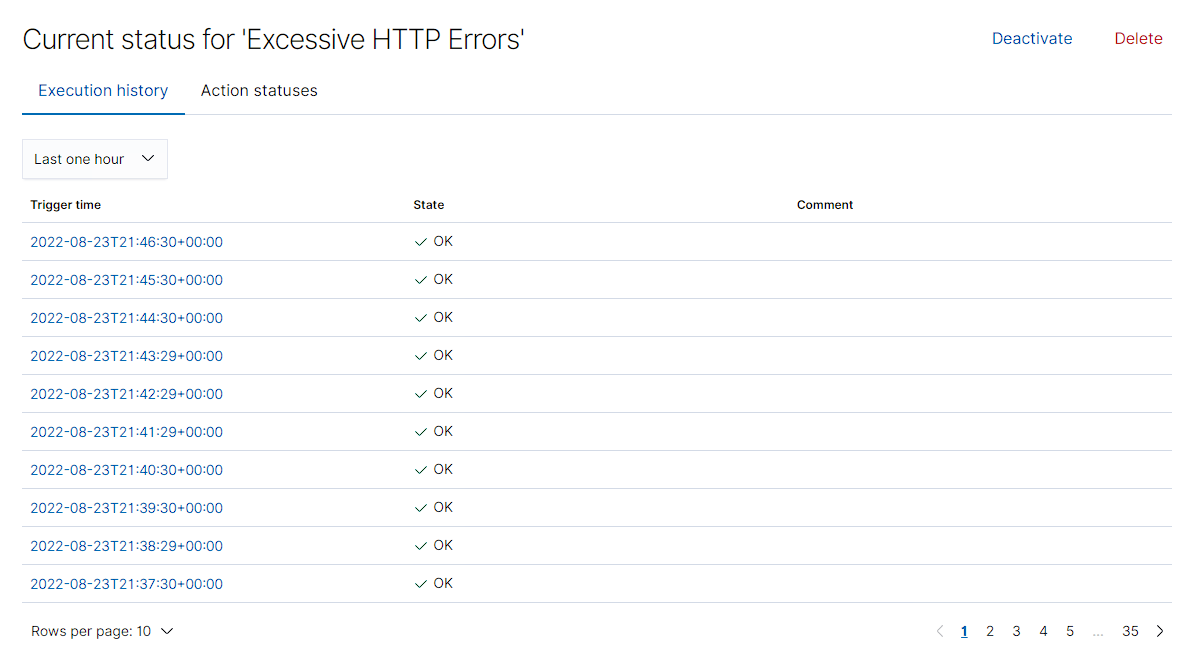 Current status for 'Excessive HTTP Errors'
Deactivate Delete
Execution history Action statuses
Last one hour
Trigger time State Comment
2022-08-23T21:46:30+00:00 OK
2022-08-23T21:45:30+00:00 OK
2022-08-23T21:44:30+00:00 OK
2022-08-23T21:43:29+00:00 OK
2022-08-23T21:42:29+00:00 OK
2022-08-23T21:41:29+00:00 OK
2022-08-23T21:40:30+00:00 OK
2022-08-23T21:39:30+00:00 OK
2022-08-23T21:38:29+00:00 OK
2022-08-23T21:37:30+00:00 OK
Rows per page: 10 1 2 3 4 5 ... 35